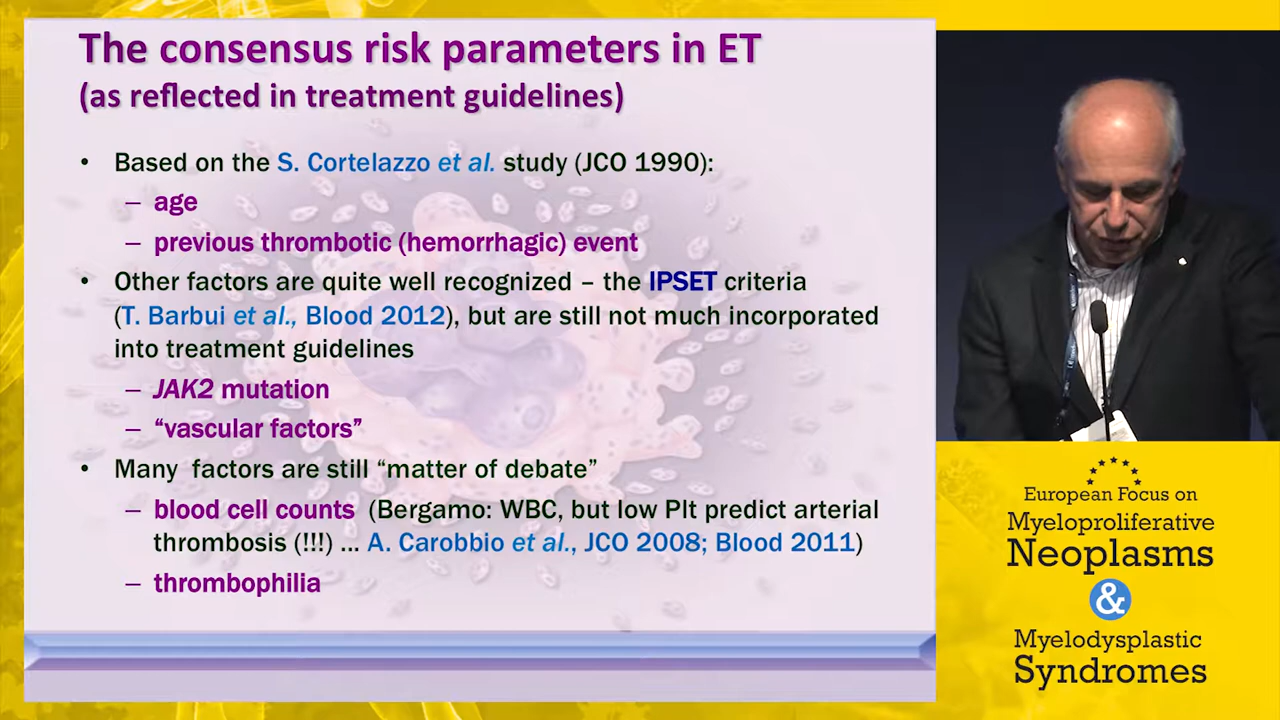 The consensus risk parameters in ET
(as reflected in treatment guidelines)
• Based on the S. Cortelazzo et al. study (JCO 1990):
– age
– previous thrombotic (hemorrhagic) event
• Other factors are quite well recognized – the IPSET criteria
(T. Barbui et al., Blood 2012), but are still not much incorporated
into treatment guidelines
– JAK2 mutation
– “vascular factors”
• Many factors are still “matter of debate”
– blood cell counts (Bergamo: WBC, but low Plt predict arterial
thrombosis (!!!) ... A. Carobbio et al., JCO 2008; Blood 2011)
– thrombophilia
European Focus on
Myeloproliferative
Neoplasms
&
Myelodysplastic
Syndromes